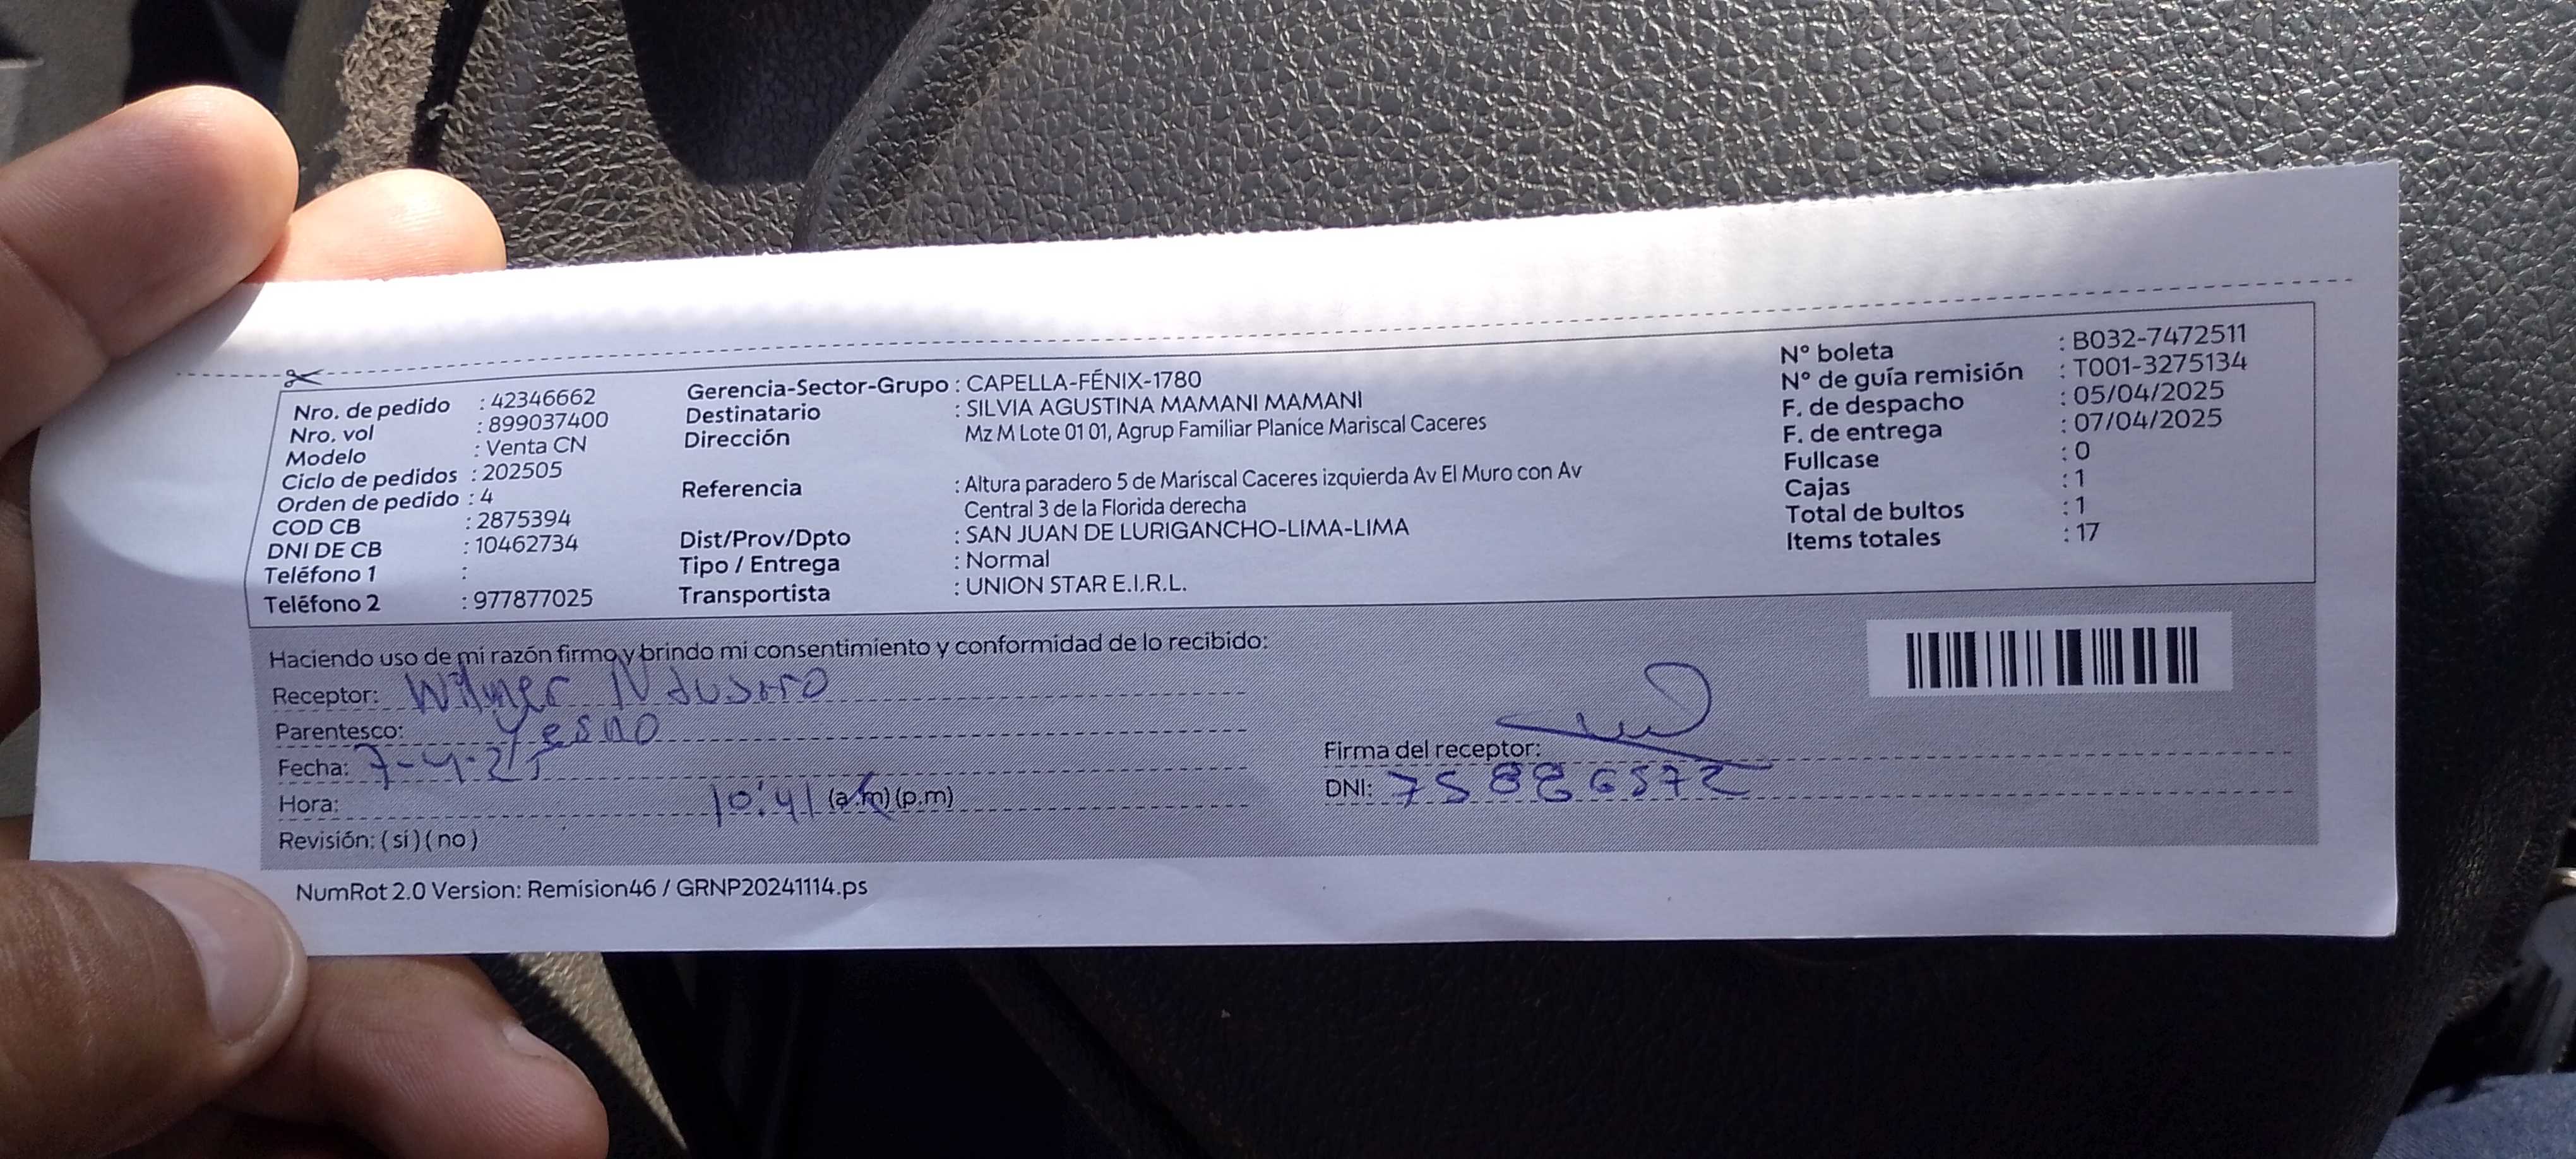 Nro. de pedido : 42346662
Nro. vol : 899037400
Modelo : Venta CN
Ciclo de pedidos : 202505
Orden de pedido : 4
COD CB : 2875394
DNI DE CB : 10462734
Teléfono 1 :
Teléfono 2 : 977877025
Gerencia-Sector-Grupo : CAPELLA-FÉNIX-1780
Destinatario : SILVIA AGUSTINA MAMANI MAMANI
Dirección Mz M Lote 01 01, Agrup Familiar Planice Mariscal Caceres
Referencia : Altura paradero 5 de Mariscal Caceres izquierda Av El Muro con Av
Central 3 de la Florida derecha
Dist/Prov/Dpto : SAN JUAN DE LURIGANCHO-LIMA-LIMA
Tipo / Entrega : Normal
Transportista : UNION STAR E.I.R.L.
N° boleta : B032-7472511
N° de guía remisión : T001-3275134
F. de despacho : 05/04/2025
F. de entrega : 07/04/2025
Fullcase : 0
Cajas : 1
Total de bultos : 1
Items totales : 17
Haciendo uso de mi razón firmo y brindo mi consentimiento y conformidad de lo recibido:
Receptor: Wilmer
Parentesco: Yesno
Fecha: 7-4-25
Hora: 10:41 (a.m) (p.m)
Revisión: (si) (no)
Firma del receptor:
DNI: 75886572
NumRot 2.0 Version: Remision46 / GRNP20241114.ps